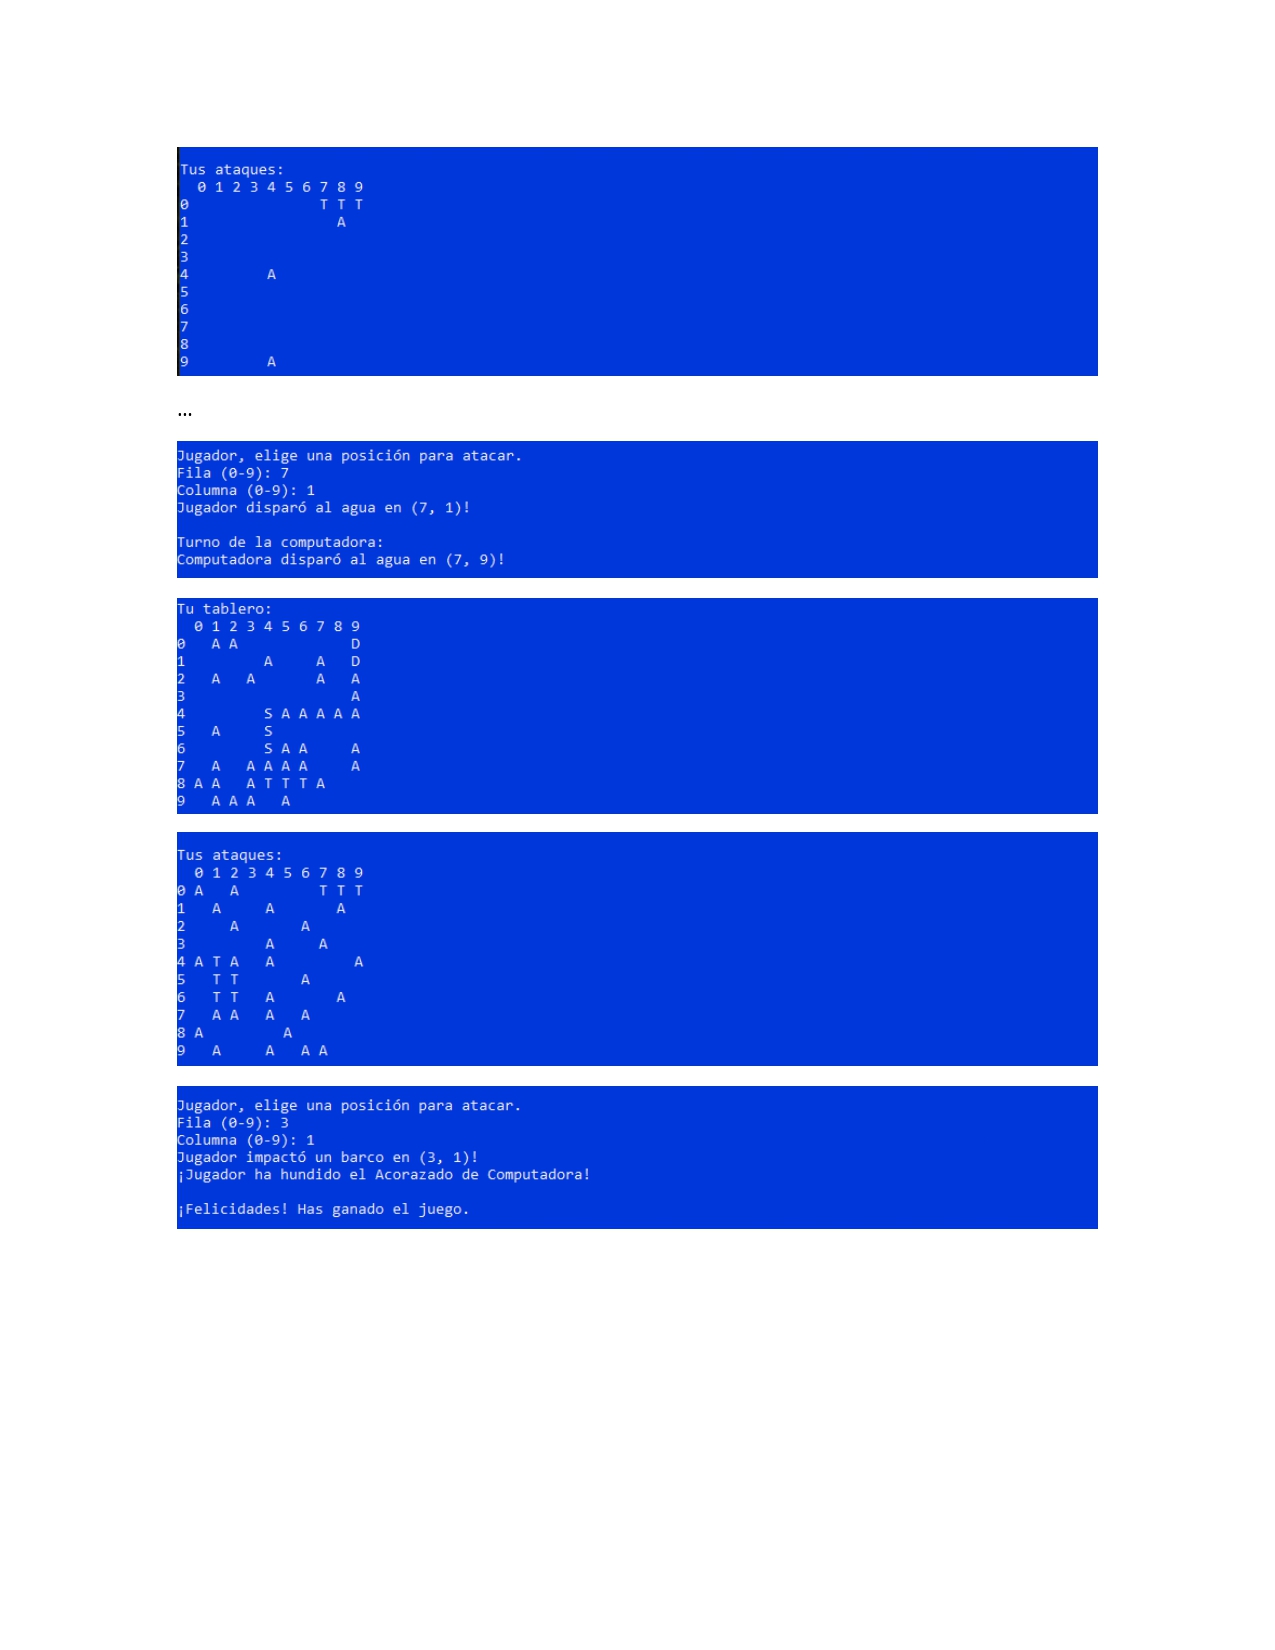 Tus ataques:
  0 1 2 3 4 5 6 7 8 9
0               T T T
1                 A
2
3
4         A
5
6
7
8
9         A
...
Jugador, elige una posición para atacar.
Fila (0-9): 7
Columna (0-9): 1
Jugador disparó al agua en (7, 1)!
Turno de la computadora:
Computadora disparó al agua en (7, 9)!
Tu tablero:
  0 1 2 3 4 5 6 7 8 9
0   A A             D
1         A     A   D
2   A   A       A   A
3                   A
4         S A A A A A
5   A     S
6         S A A     A
7   A   A A A A     A
8 A A   A T T T A
9   A A A   A
Tus ataques:
  0 1 2 3 4 5 6 7 8 9
0 A   A         T T T
1   A     A       A
2     A       A
3         A     A
4 A T A   A         A
5   T T       A
6   T T   A       A
7   A A   A   A
8 A         A
9   A     A   A A
Jugador, elige una posición para atacar.
Fila (0-9): 3
Columna (0-9): 1
Jugador impactó un barco en (3, 1)!
¡Jugador ha hundido el Acorazado de Computadora!
¡Felicidades! Has ganado el juego.